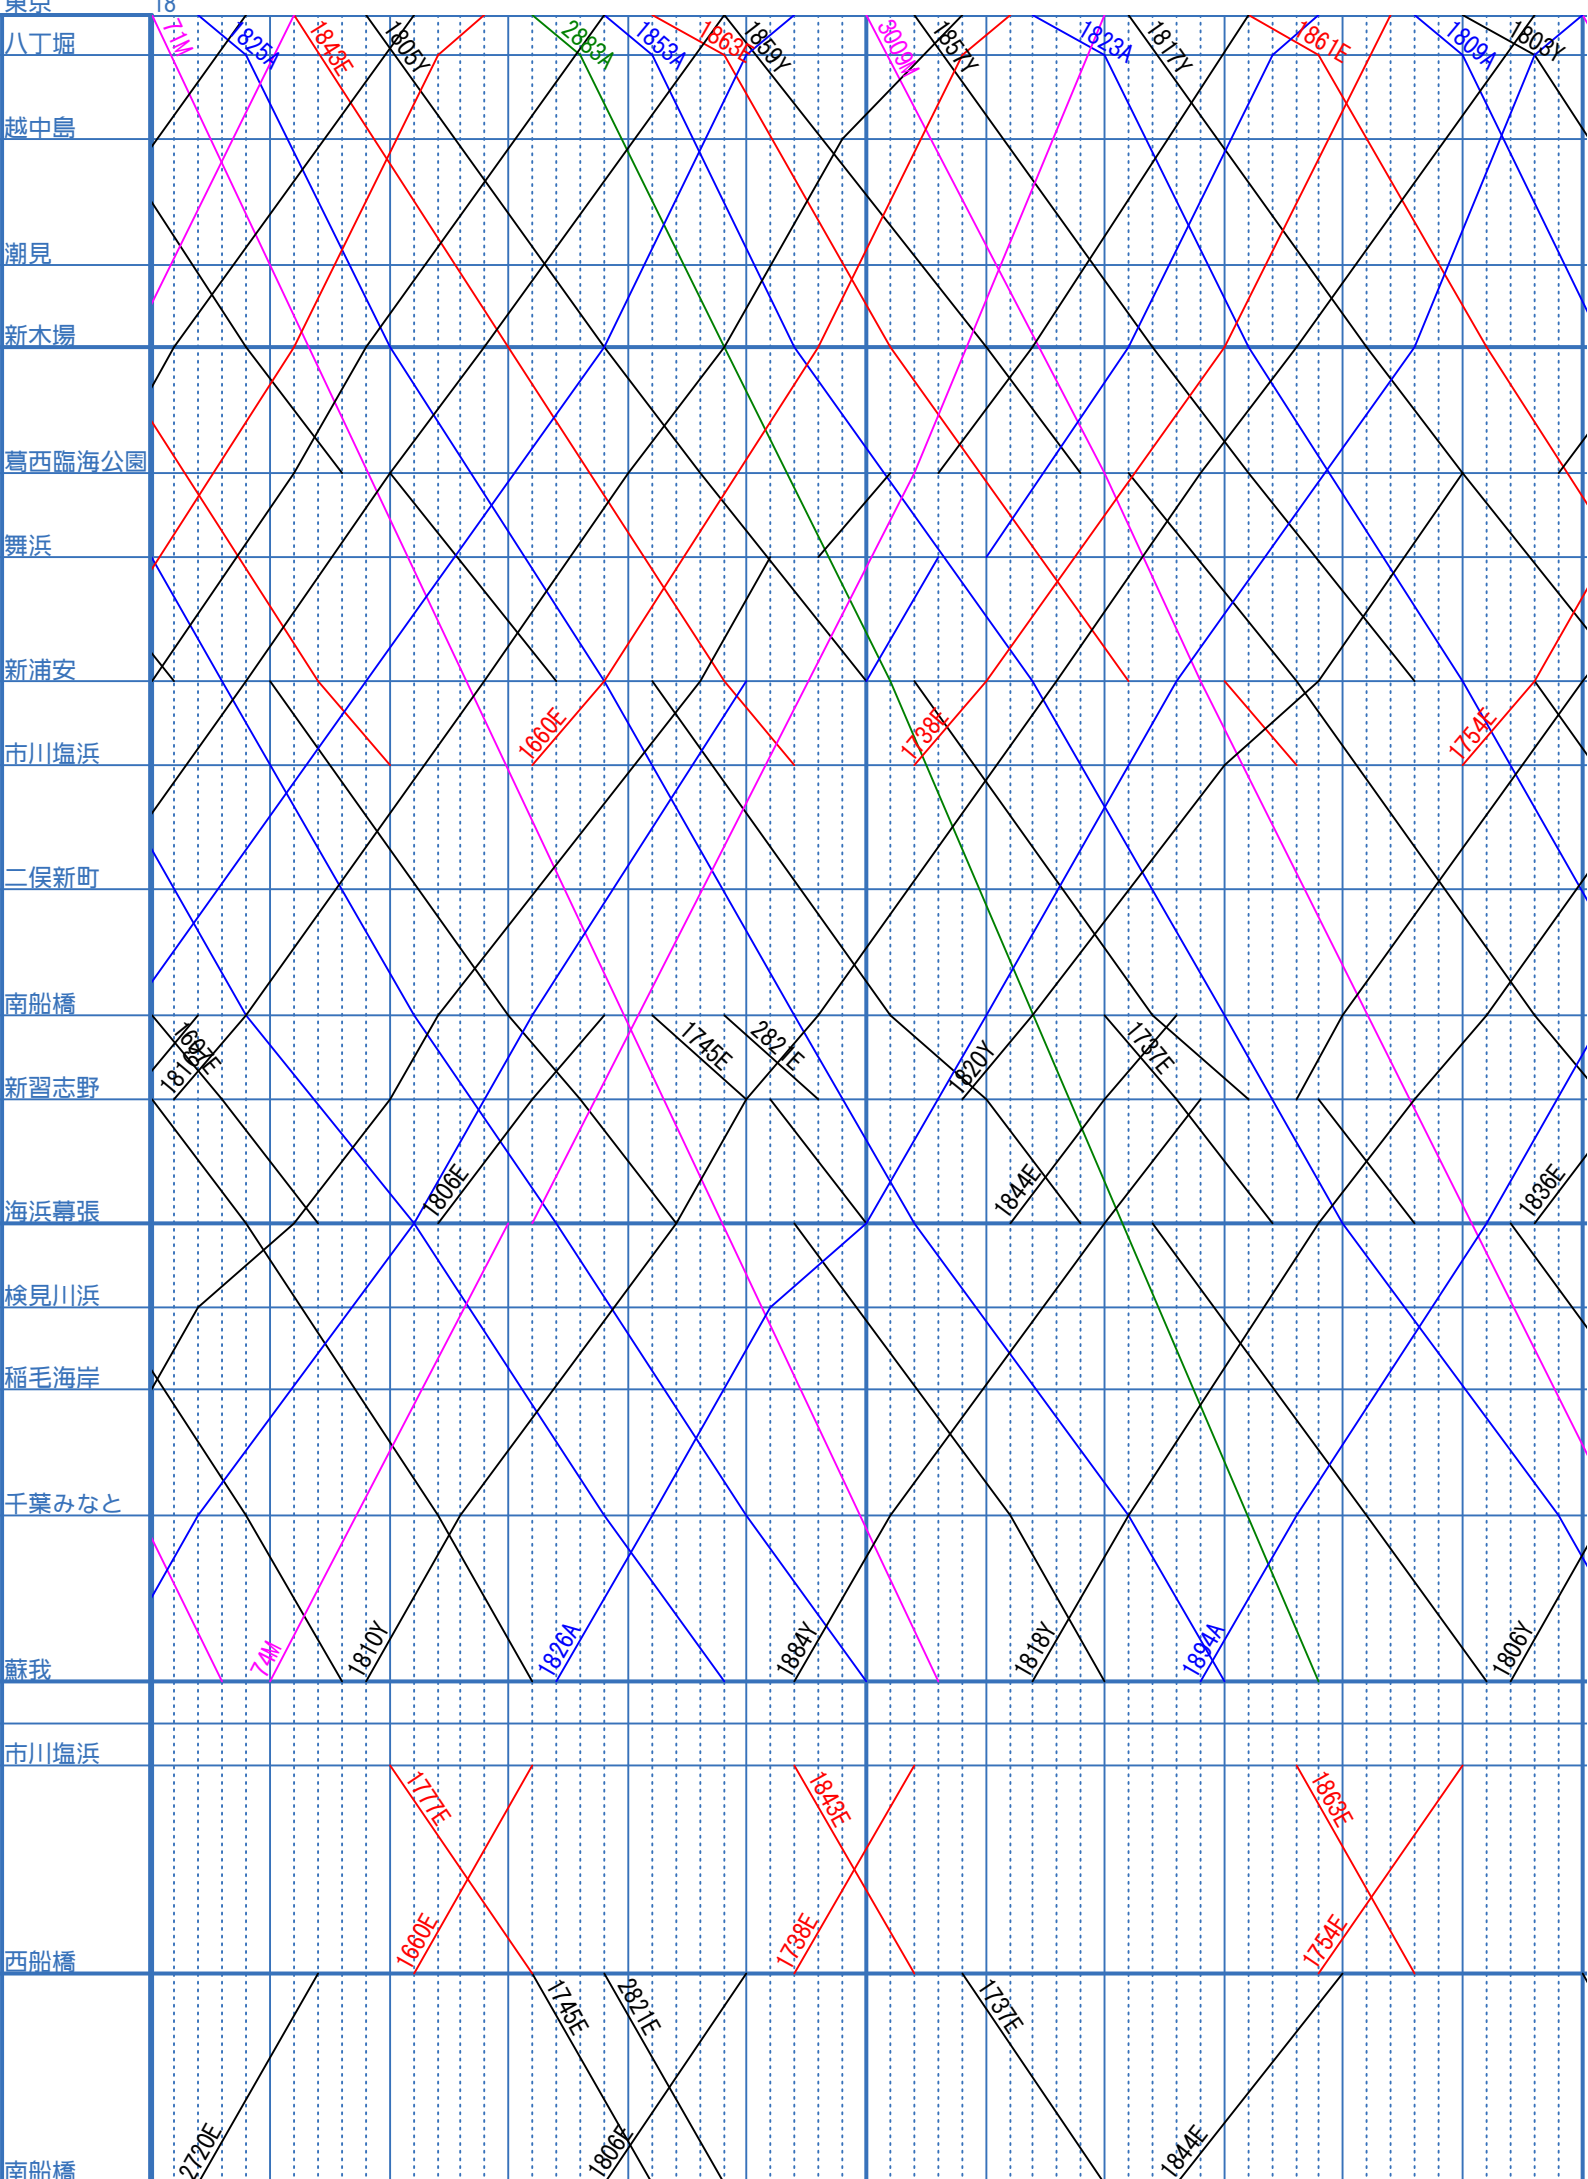 東京 18
71M 1825A 1843E 1805Y 2883A 1853A 1863E 1859Y 3009M 1857Y 1823A 1817Y 1861E 1809A 1803Y
八丁堀
越中島
潮見
新木場
葛西臨海公園
舞浜
新浦安
1660E 1738E 1754E
市川塩浜
二俣新町
南船橋
1607E 1745E 2821E 1737E
1816Y 1820Y
新習志野
1806E 1844E 1836E
海浜幕張
検見川浜
稲毛海岸
千葉みなと
74M 1810Y 1826A 1884Y 1818Y 1894A 1806Y
蘇我
市川塩浜
1777E 1843E 1863E
1660E 1738E 1754E
西船橋
1745E 2821E 1737E
2720E 1806E 1844E
南船橋